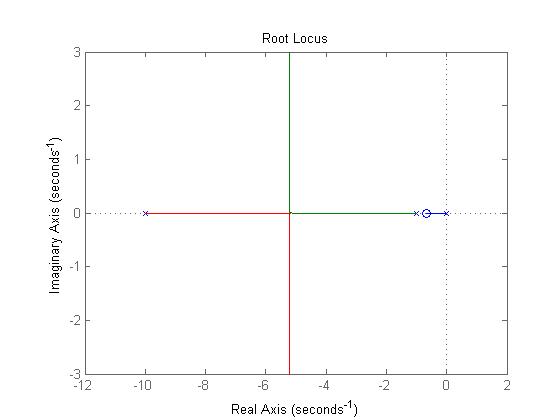 Root Locus
3
2
1
0
-1
-2
-3
-12 -10 -8 -6 -4 -2 0 2
Imaginary Axis (seconds-1)
Real Axis (seconds-1)